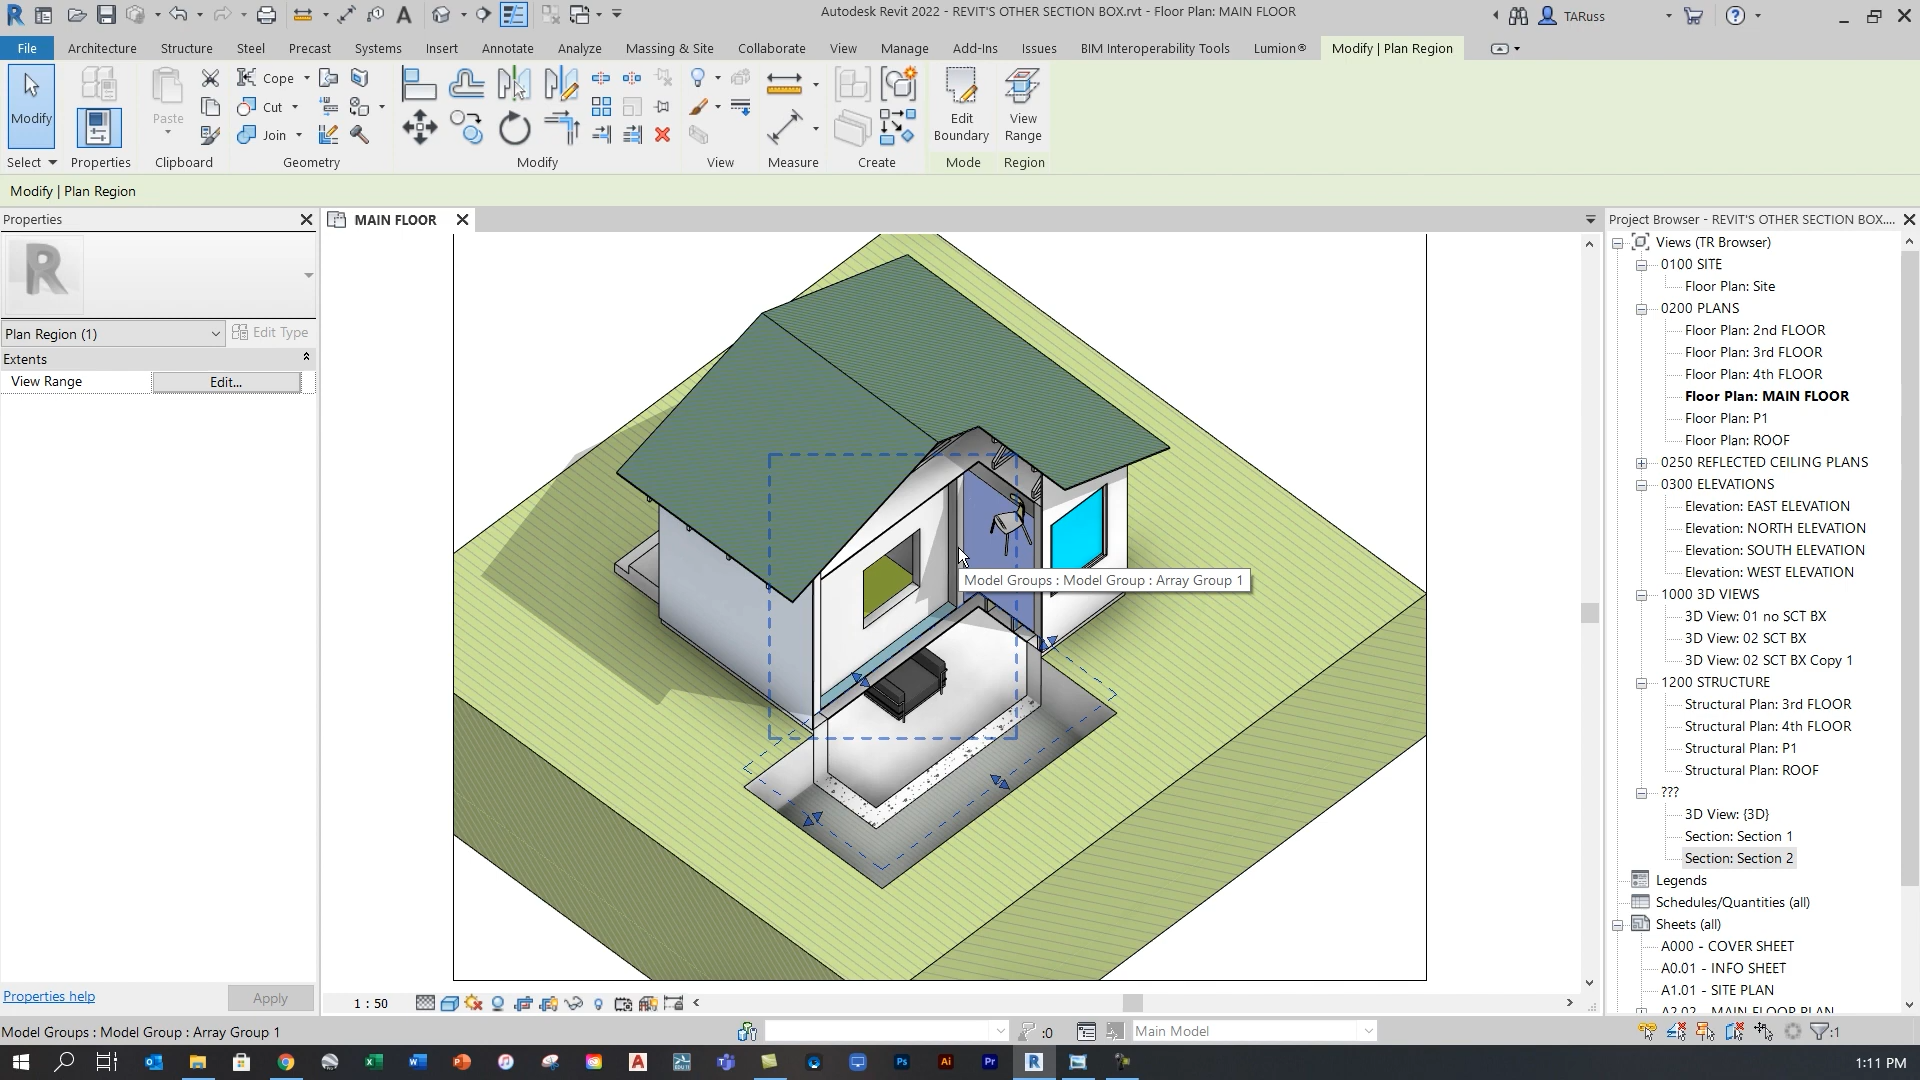 Autodesk Revit 2022 - REVIT'S OTHER SECTION BOX.rvt - Floor Plan: MAIN FLOOR
TARuss
File
Architecture
Structure
Steel
Precast
Systems
Insert
Annotate
Analyze
Massing & Site
Collaborate
View
Manage
Add-Ins
Issues
BIM Interoperability Tools
Lumion®
Modify | Plan Region
Modify
Paste
Cope
Cut
Join
Edit Boundary
View Range
Select
Properties
Clipboard
Geometry
Modify
View
Measure
Create
Mode
Region
Modify | Plan Region
Properties
Plan Region (1)
Edit Type
Extents
View Range
Edit...
Properties help
Apply
MAIN FLOOR
Model Groups : Model Group : Array Group 1
1 : 50
Project Browser - REVIT'S OTHER SECTION BOX....
Views (TR Browser)
0100 SITE
Floor Plan: Site
0200 PLANS
Floor Plan: 2nd FLOOR
Floor Plan: 3rd FLOOR
Floor Plan: 4th FLOOR
Floor Plan: MAIN FLOOR
Floor Plan: P1
Floor Plan: ROOF
0250 REFLECTED CEILING PLANS
0300 ELEVATIONS
Elevation: EAST ELEVATION
Elevation: NORTH ELEVATION
Elevation: SOUTH ELEVATION
Elevation: WEST ELEVATION
1000 3D VIEWS
3D View: 01 no SCT BX
3D View: 02 SCT BX
3D View: 02 SCT BX Copy 1
1200 STRUCTURE
Structural Plan: 3rd FLOOR
Structural Plan: 4th FLOOR
Structural Plan: P1
Structural Plan: ROOF
???
3D View: {3D}
Section: Section 1
Section: Section 2
Legends
Schedules/Quantities (all)
Sheets (all)
A000 - COVER SHEET
A0.01 - INFO SHEET
A1.01 - SITE PLAN
A2.02 - MAIN FLOOR PLAN
Model Groups : Model Group : Array Group 1
:0
Main Model
:1
1:11 PM